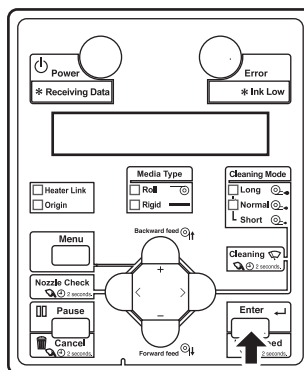 Power
Error
* Receiving Data
* Ink Low
Media Type
Cleaning Mode
Heater Link
Origin
Roll
Rigid
Long
Normal
Short
Menu
Backward feed
Cleaning
2 seconds.
Nozzle Check
2 seconds.
+
< >
−
Pause
Enter
Cancel
2 seconds.
Forward feed
eed
2 seconds.